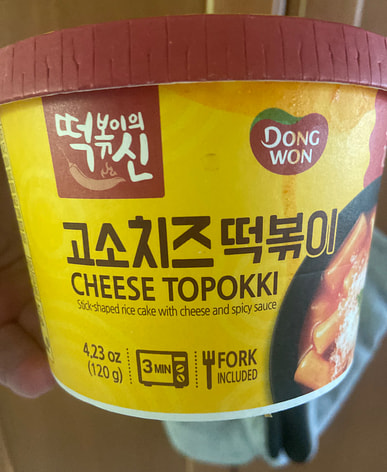 떡볶이의
신
DONG
WON
고소치즈 떡볶이
CHEESE TOPOKKI
Stick-shaped rice cake with cheese and spicy sauce
4,23 oz
(120 g)
3 MIN
FORK
INCLUDED